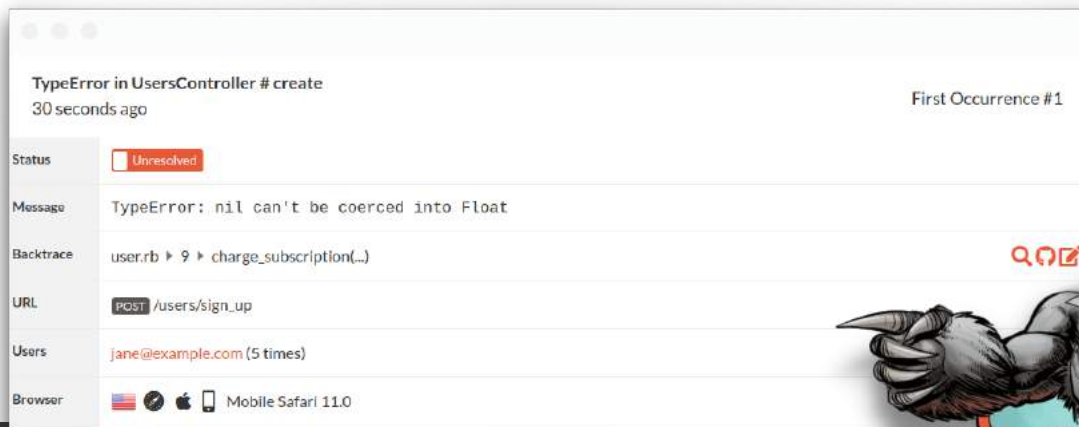 TypeError in UsersController # create
30 seconds ago
First Occurrence #1
Status
Unresolved
Message
TypeError: nil can't be coerced into Float
Backtrace
user.rb ▸ 9 ▸ charge_subscription(...)
URL
POST /users/sign_up
Users
jane@example.com (5 times)
Browser
Mobile Safari 11.0